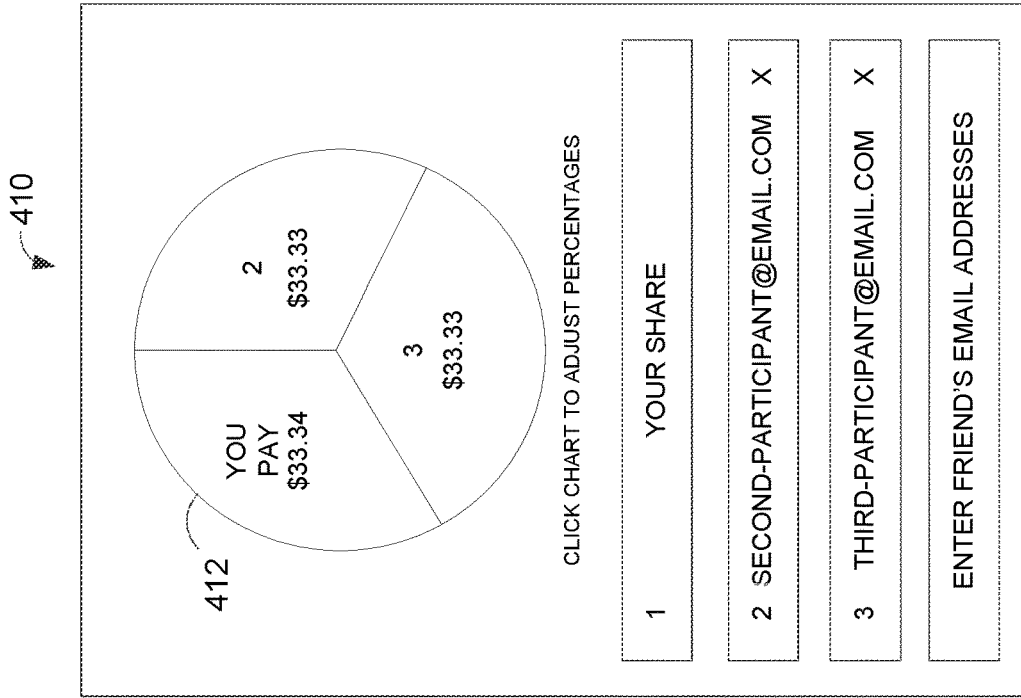 410
412
YOU
PAY
$33.34
2
$33.33
3
$33.33
CLICK CHART TO ADJUST PERCENTAGES
1 YOUR SHARE
2 SECOND-PARTICIPANT@EMAIL.COM X
3 THIRD-PARTICIPANT@EMAIL.COM X
ENTER FRIEND'S EMAIL ADDRESSES